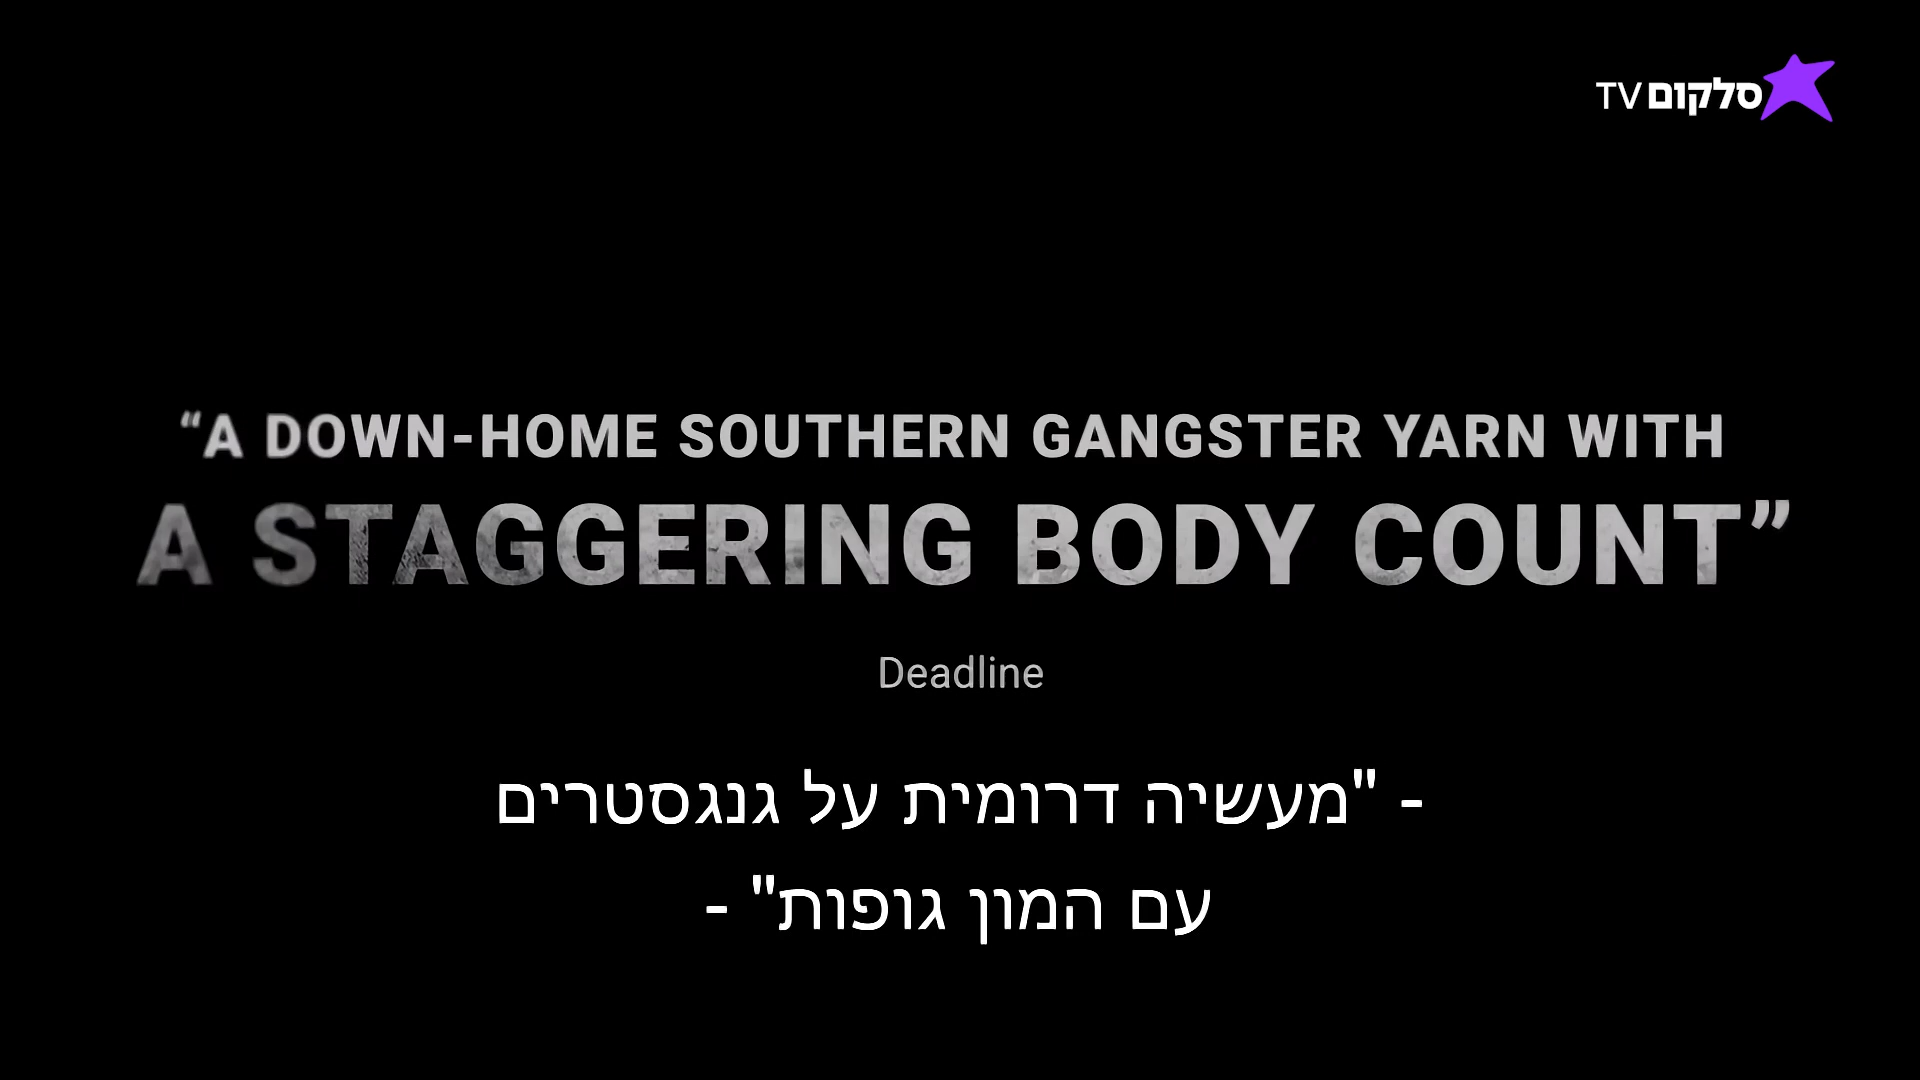 סלקום TV
“A DOWN-HOME SOUTHERN GANGSTER YARN WITH
A STAGGERING BODY COUNT”
Deadline
- "מעשיה דרומית על גנגסטרים
עם המון גופות" -